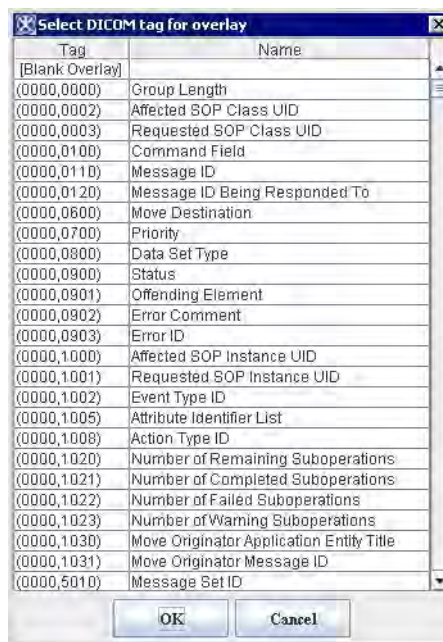 Select DICOM tag for overlay
Tag Name
[Blank Overlay]
(0000,0000) Group Length
(0000,0002) Affected SOP Class UID
(0000,0003) Requested SOP Class UID
(0000,0100) Command Field
(0000,0110) Message ID
(0000,0120) Message ID Being Responded To
(0000,0600) Move Destination
(0000,0700) Priority
(0000,0800) Data Set Type
(0000,0900) Status
(0000,0901) Offending Element
(0000,0902) Error Comment
(0000,0903) Error ID
(0000,1000) Affected SOP Instance UID
(0000,1001) Requested SOP Instance UID
(0000,1002) Event Type ID
(0000,1005) Attribute Identifier List
(0000,1008) Action Type ID
(0000,1020) Number of Remaining Suboperations
(0000,1021) Number of Completed Suboperations
(0000,1022) Number of Failed Suboperations
(0000,1023) Number of Warning Suboperations
(0000,1030) Move Originator Application Entity Title
(0000,1031) Move Originator Message ID
(0000,5010) Message Set ID
OK Cancel